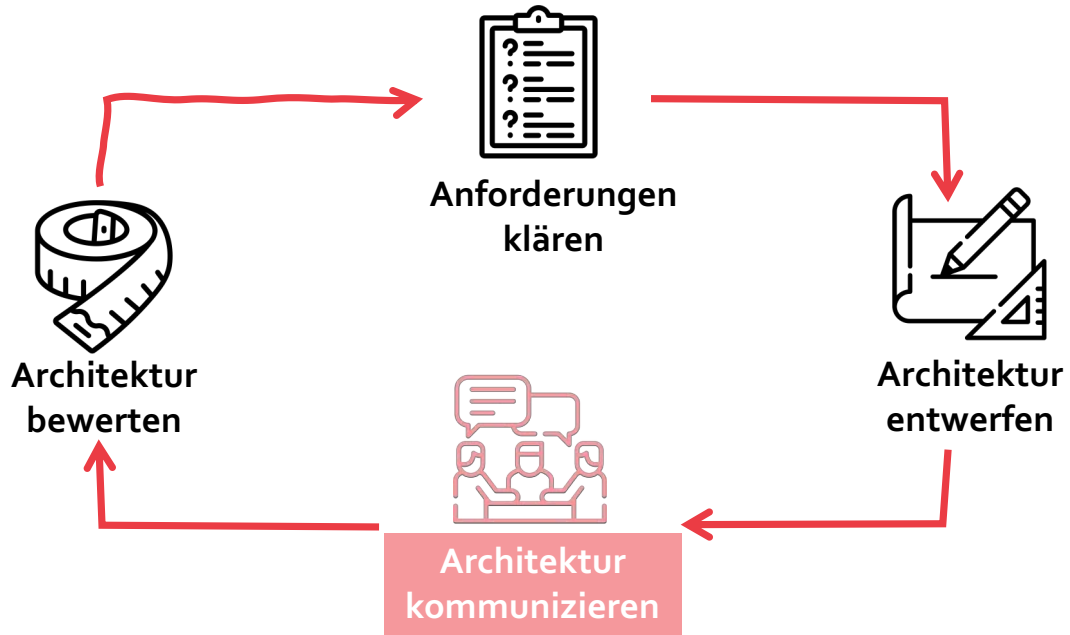 Anforderungen
klären
Architektur
entwerfen
Architektur
kommunizieren
Architektur
bewerten